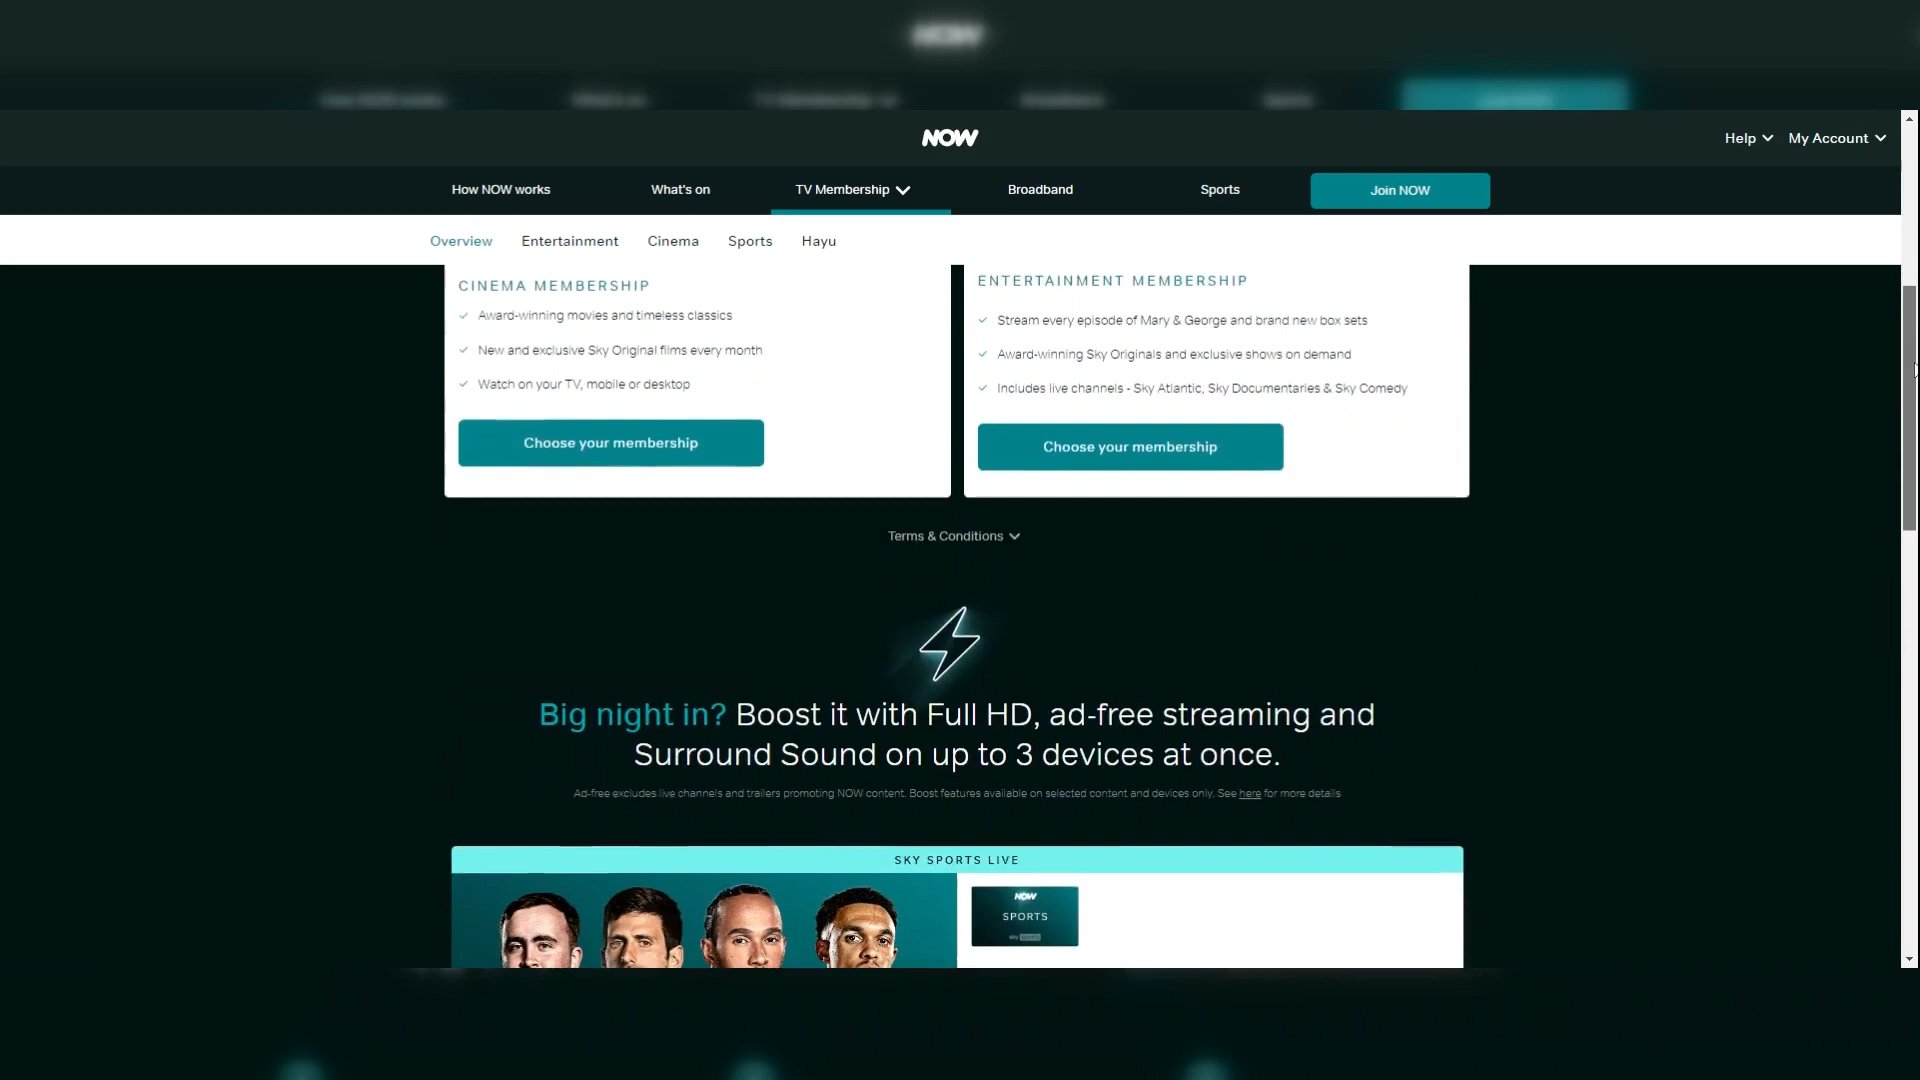 NOW
NOW
Help
My Account
How NOW works
What's on
TV Membership
Broadband
Sports
Join NOW
Overview
Entertainment
Cinema
Sports
Hayu
CINEMA MEMBERSHIP
Award-winning movies and timeless classics
New and exclusive Sky Original films every month
Watch on your TV, mobile or desktop
Choose your membership
ENTERTAINMENT MEMBERSHIP
Stream every episode of Mary & George and brand new box sets
Award-winning Sky Originals and exclusive shows on demand
Includes live channels - Sky Atlantic, Sky Documentaries & Sky Comedy
Choose your membership
Terms & Conditions
Big night in? Boost it with Full HD, ad-free streaming and
Surround Sound on up to 3 devices at once.
Ad-free excludes live channels and trailers promoting NOW content. Boost features available on selected content and devices only. See here for more details
SKY SPORTS LIVE
NOW
SPORTS
sky sports